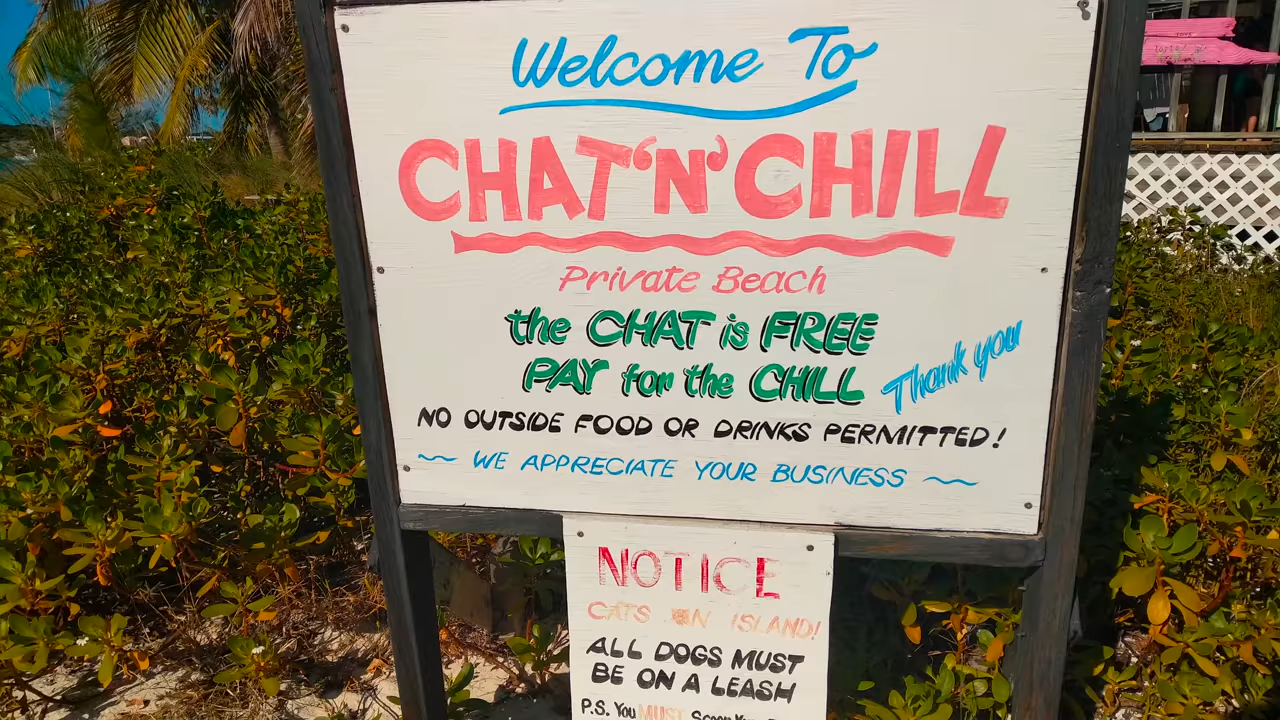 Welcome To
CHAT 'N' CHILL
Private Beach
the CHAT is FREE
PAY for the CHILL
Thank you
NO OUTSIDE FOOD OR DRINKS PERMITTED!
~ WE APPRECIATE YOUR BUSINESS ~
NOTICE
CATS ON ISLAND!
ALL DOGS MUST
BE ON A LEASH
P.S. You MUST Scoop